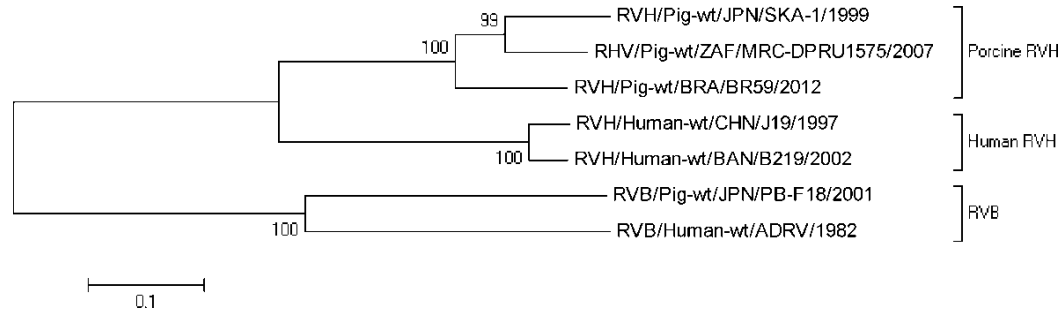 RVH/Pig-wt/JPN/SKA-1/1999
99
RHV/Pig-wt/ZAF/MRC-DPRU1575/2007
100
Porcine RVH
RVH/Pig-wt/BRA/BR59/2012
RVH/Human-wt/CHN/J19/1997
Human RVH
100
RVH/Human-wt/BAN/B219/2002
RVB/Pig-wt/JPN/PB-F18/2001
RVB
100
RVB/Human-wt/ADRV/1982
0.1